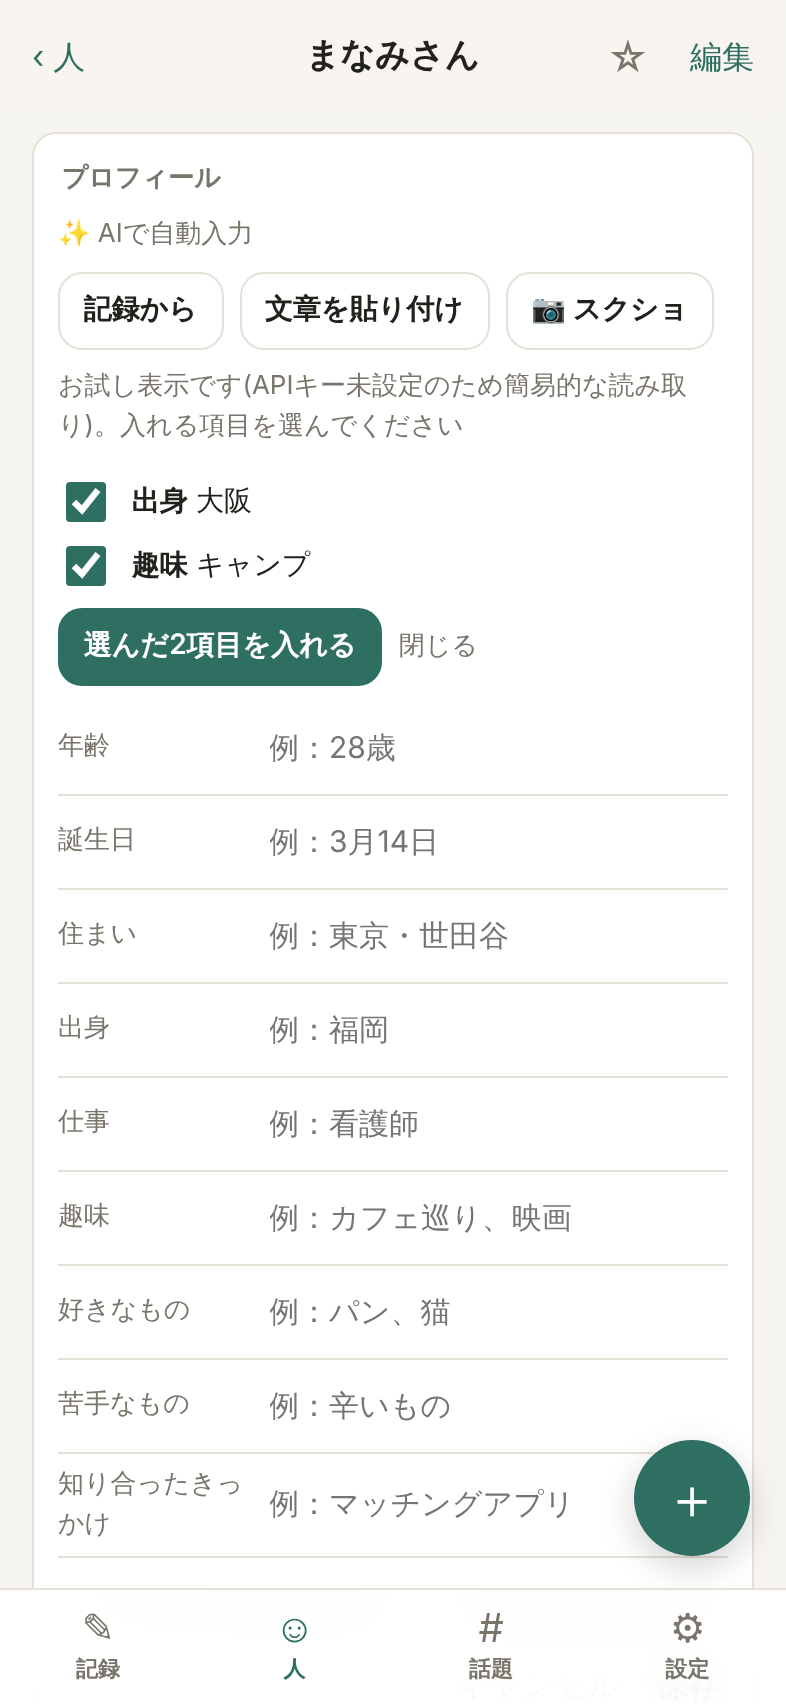 ‹ 人
まなみさん
☆
編集
プロフィール
✨ AIで自動入力
記録から
文章を貼り付け
📷 スクショ
お試し表示です(APIキー未設定のため簡易的な読み取
り)。入れる項目を選んでください
出身 大阪
趣味 キャンプ
選んだ2項目を入れる
閉じる
年齢 例：28歳
誕生日 例：3月14日
住まい 例：東京・世田谷
出身 例：福岡
仕事 例：看護師
趣味 例：カフェ巡り、映画
好きなもの 例：パン、猫
苦手なもの 例：辛いもの
知り合ったきっ
かけ
例：マッチングアプリ
＋
✎ ☺ # ⚙
記録 人 話題 設定
キャンセル 保存